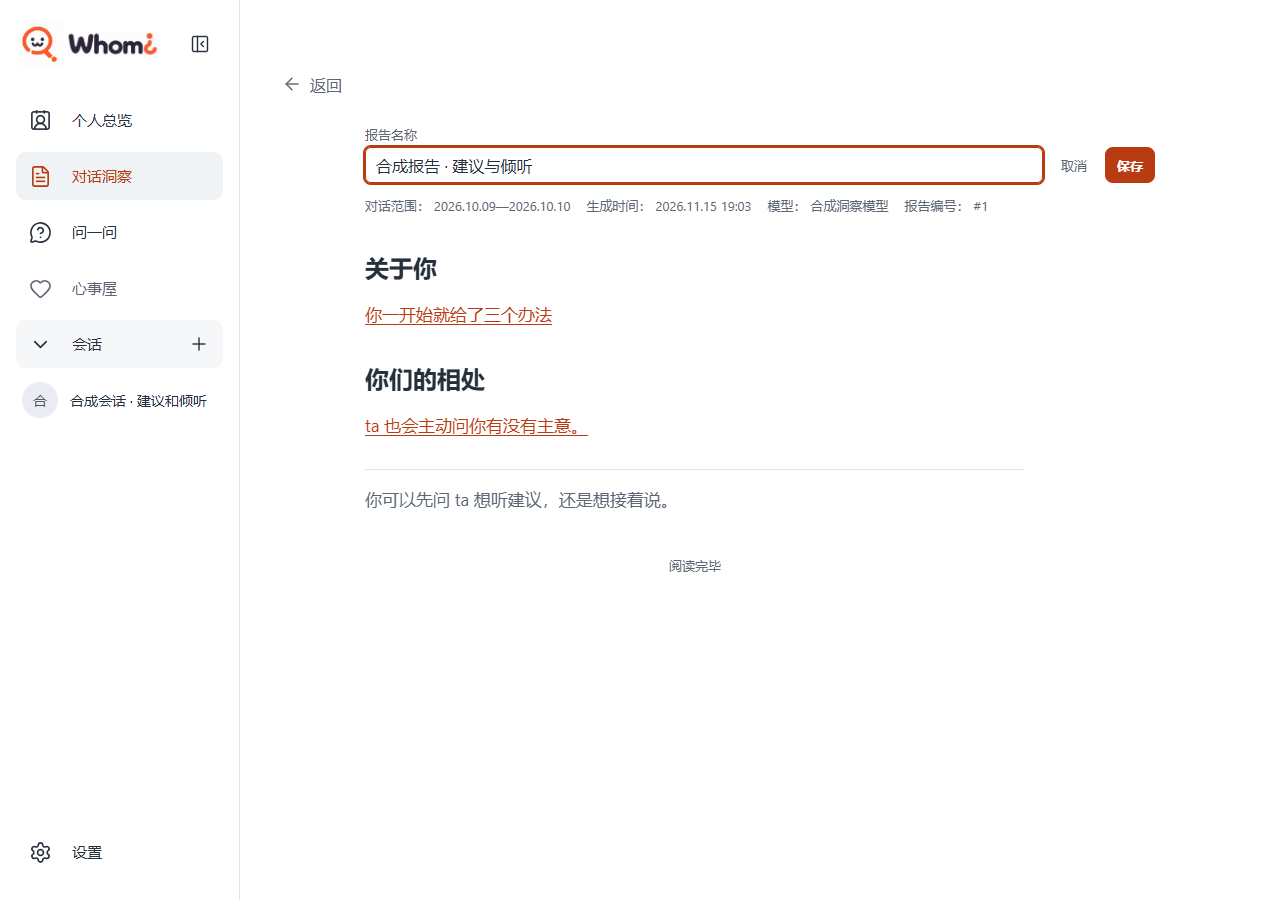 Whomi
个人总览
对话洞察
问一问
心事屋
会话
合 合成会话 · 建议和倾听
设置
返回
报告名称
合成报告 · 建议与倾听 取消 保存
对话范围: 2026.10.09—2026.10.10 生成时间: 2026.11.15 19:03 模型: 合成洞察模型 报告编号: #1
关于你
你一开始就给了三个办法
你们的相处
ta 也会主动问你有没有主意。
你可以先问 ta 想听建议，还是想接着说。
阅读完毕